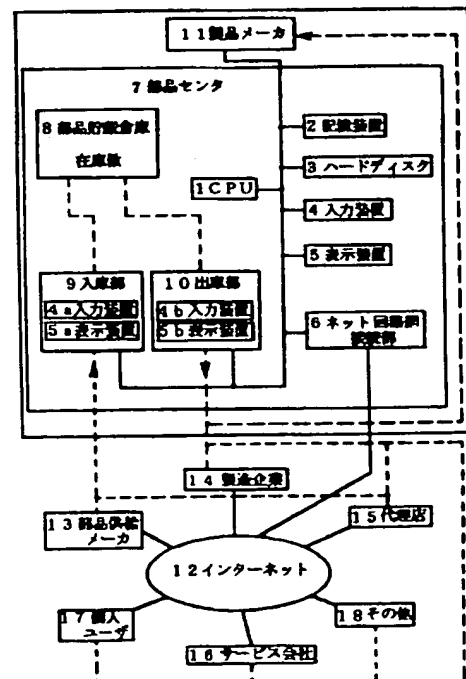 11製品メーカ
7部品センタ
8部品貯蔵倉庫
在庫数
2記憶装置
3ハードディスク
1CPU
4入力装置
5表示装置
9入庫部
4a入力装置
5a表示装置
10出庫部
4b入力装置
5b表示装置
6ネット回線網
接続部
14製造企業
13部品供給
メーカ
15代理店
12インターネット
17個人
ユーザ
18その他
16サービス会社